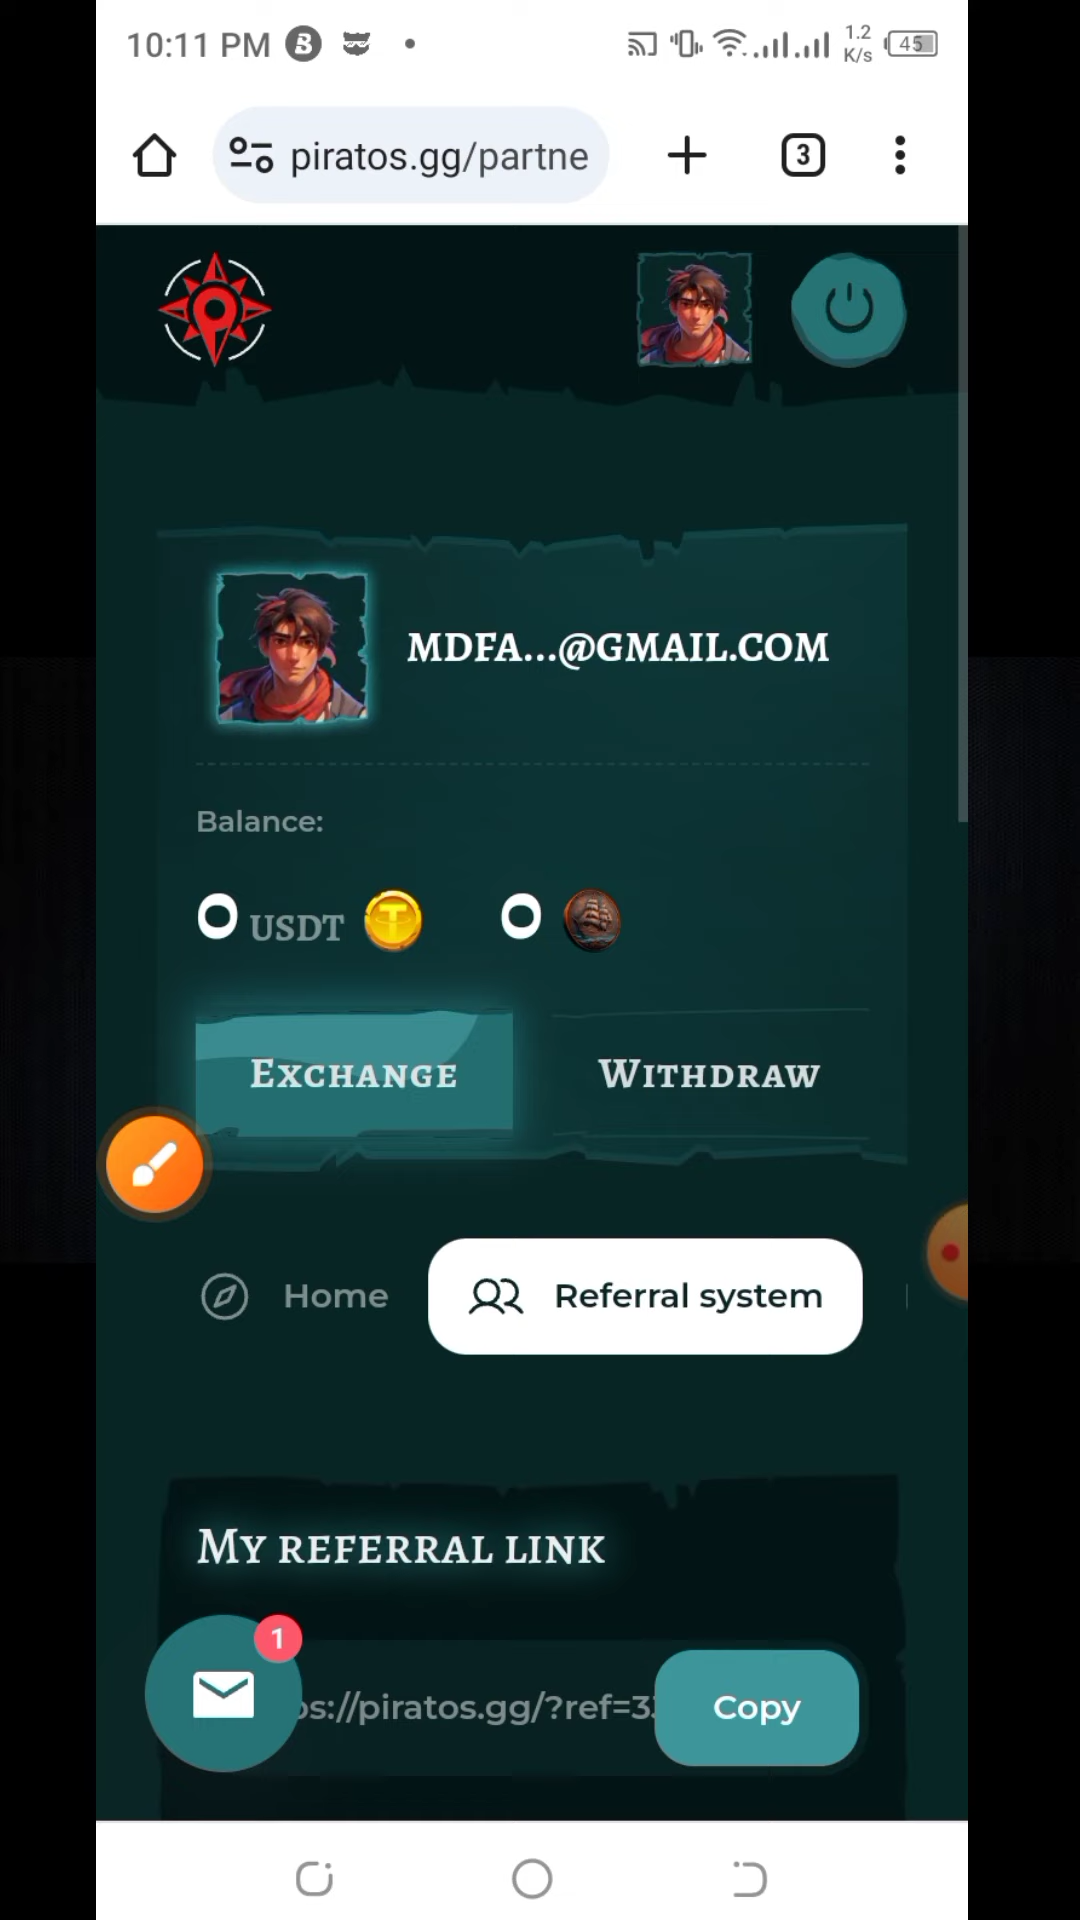 10:11 PM
1.2
K/s
45
piratos.gg/partne
3
MDFA...@GMAIL.COM
Balance:
0 USDT
0
EXCHANGE
WITHDRAW
Home
Referral system
MY REFERRAL LINK
1
ps://piratos.gg/?ref=3
Copy